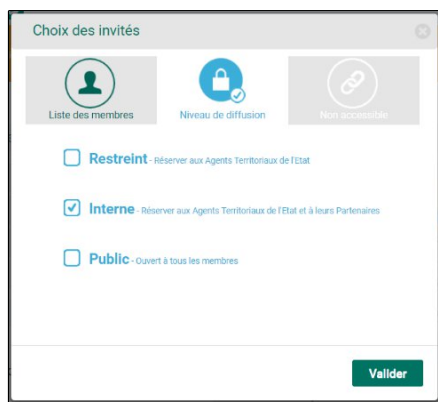 Choix des invités
Liste des membres
Niveau de diffusion
Non accessible
Restreint - Réserver aux Agents Territoriaux de l'Etat
Interne - Réserver aux Agents Territoriaux de l'Etat et à leurs Partenaires
Public - Ouvert à tous les membres
Valider